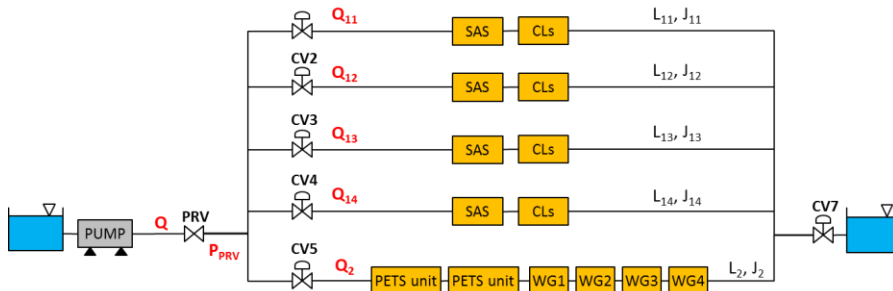 Q₁₁ SAS CLs L₁₁, J₁₁
CV2
Q₁₂ SAS CLs L₁₂, J₁₂
CV3
Q₁₃ SAS CLs L₁₃, J₁₃
CV4
Q₁₄ SAS CLs L₁₄, J₁₄
PUMP Q PRV CV7
P_PRV
CV5
Q₂ PETS unit PETS unit WG1 WG2 WG3 WG4 L₂, J₂